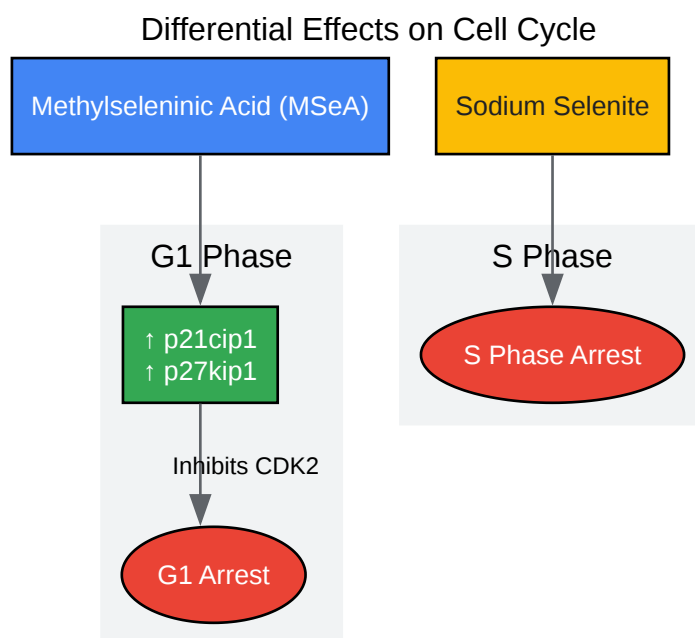 Differential Effects on Cell Cycle
Methylseleninic Acid (MSeA)
Sodium Selenite
G1 Phase
S Phase
↑ p21cip1
↑ p27kip1
S Phase Arrest
Inhibits CDK2
G1 Arrest